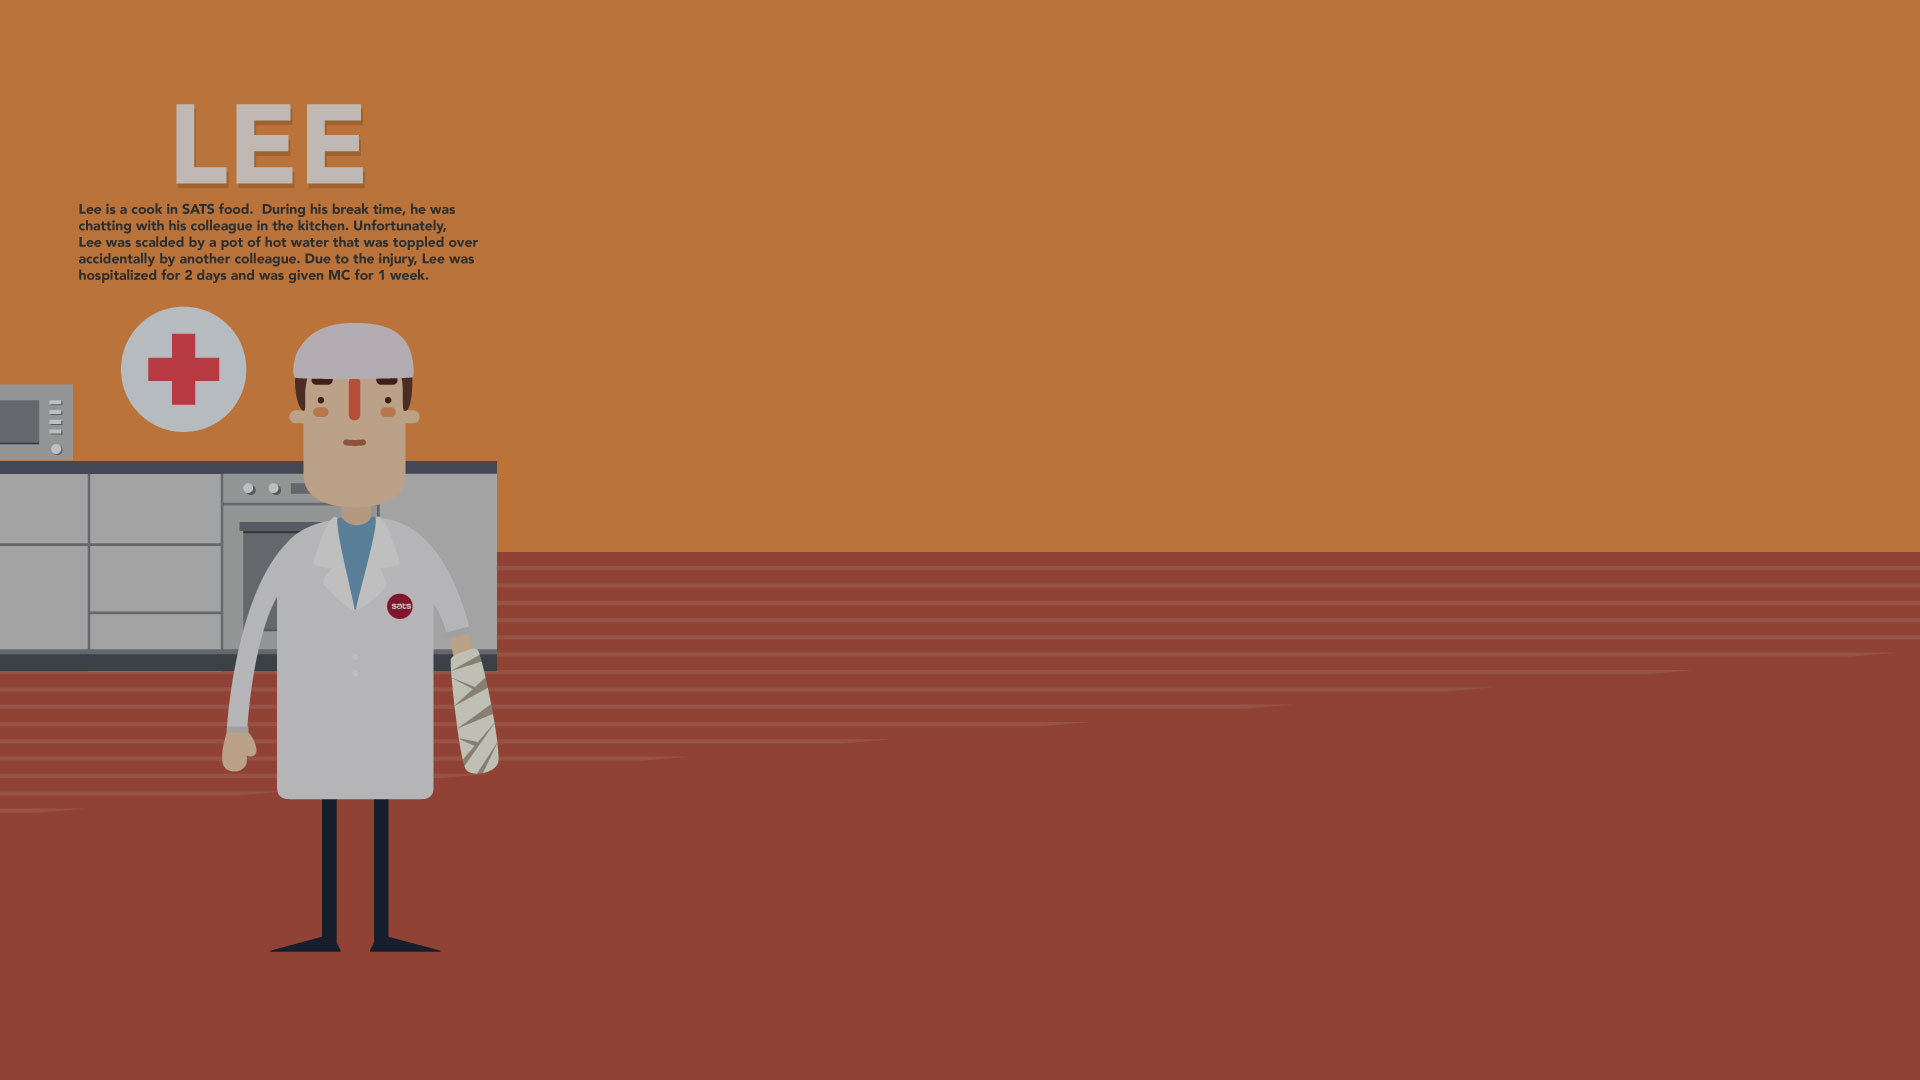 LEE
Lee is a cook in SATS food.  During his break time, he was
chatting with his colleague in the kitchen. Unfortunately,
Lee was scalded by a pot of hot water that was toppled over
accidentally by another colleague. Due to the injury, Lee was
hospitalized for 2 days and was given MC for 1 week.
sats